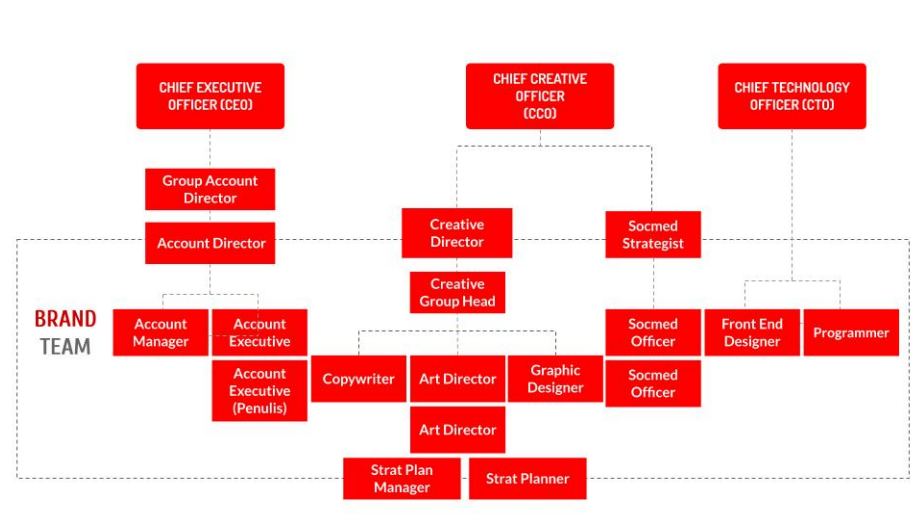 CHIEF EXECUTIVE
OFFICER (CEO)
CHIEF CREATIVE
OFFICER
(CCO)
CHIEF TECHNOLOGY
OFFICER (CTO)
Group Account
Director
Account Director
Creative
Director
Socmed
Strategist
Creative
Group Head
BRAND
TEAM
Account
Manager
Account
Executive
Socmed
Officer
Front End
Designer
Programmer
Account
Executive
(Penulis)
Copywriter
Art Director
Graphic
Designer
Socmed
Officer
Art Director
Strat Plan
Manager
Strat Planner